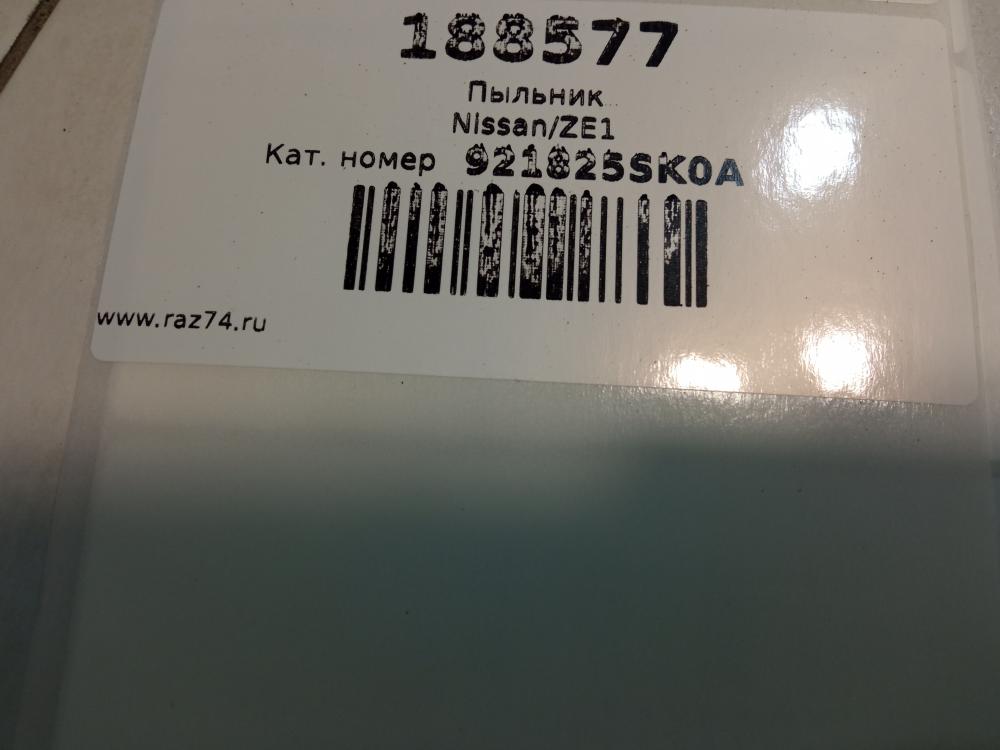 188577
Пыльник
Nissan/ZE1
Кат. номер 921825SK0A
www.raz74.ru